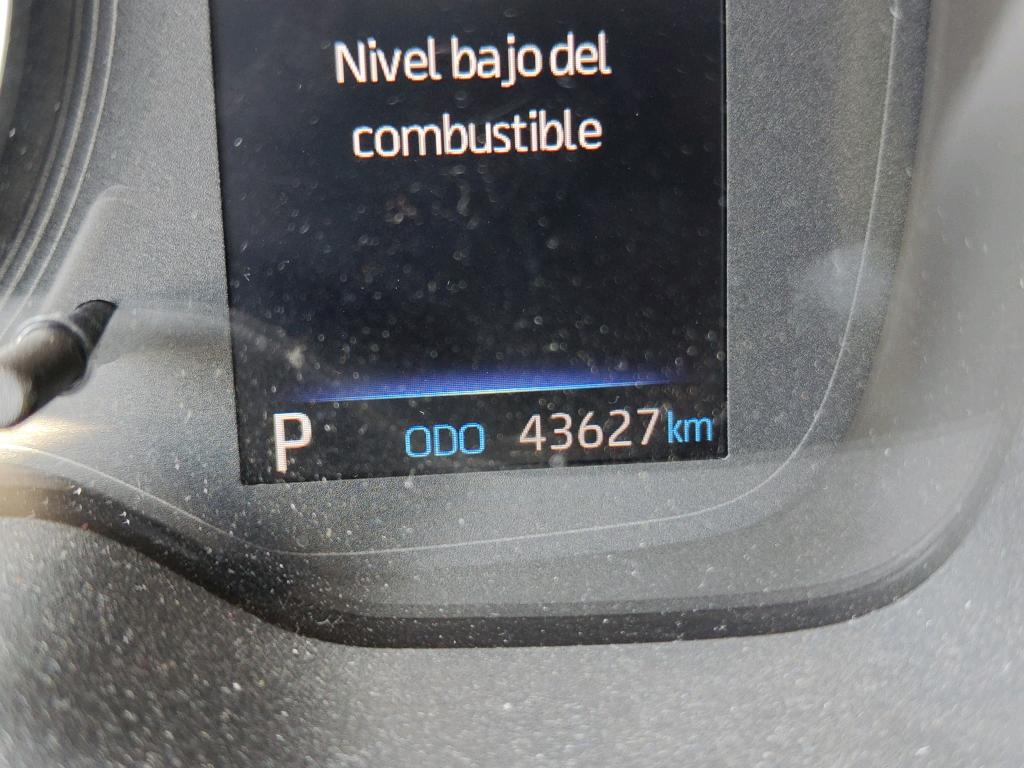 Nivel bajo del
combustible
P ODO 43627 km